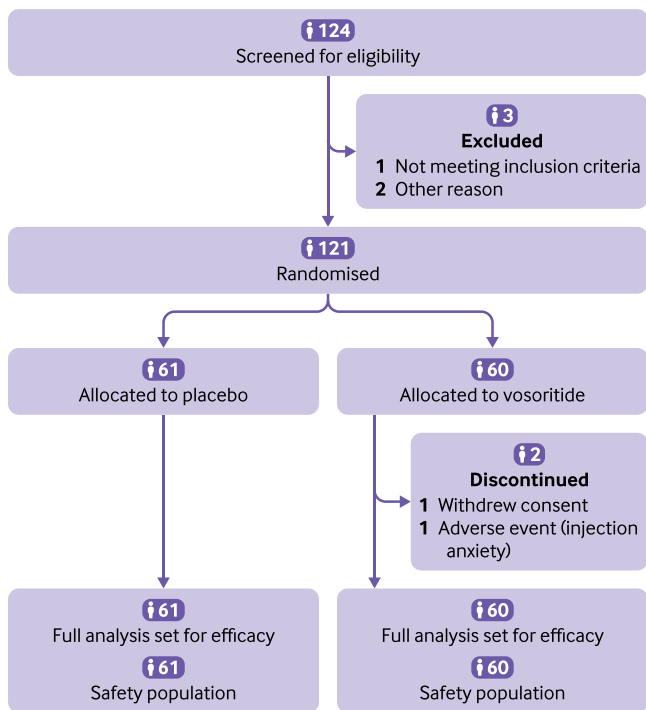 124
Screened for eligibility
3
Excluded
1 Not meeting inclusion criteria
2 Other reason
121
Randomised
61
Allocated to placebo
60
Allocated to vosoritide
2
Discontinued
1 Withdrew consent
1 Adverse event (injection
anxiety)
61
Full analysis set for efficacy
61
Safety population
60
Full analysis set for efficacy
60
Safety population